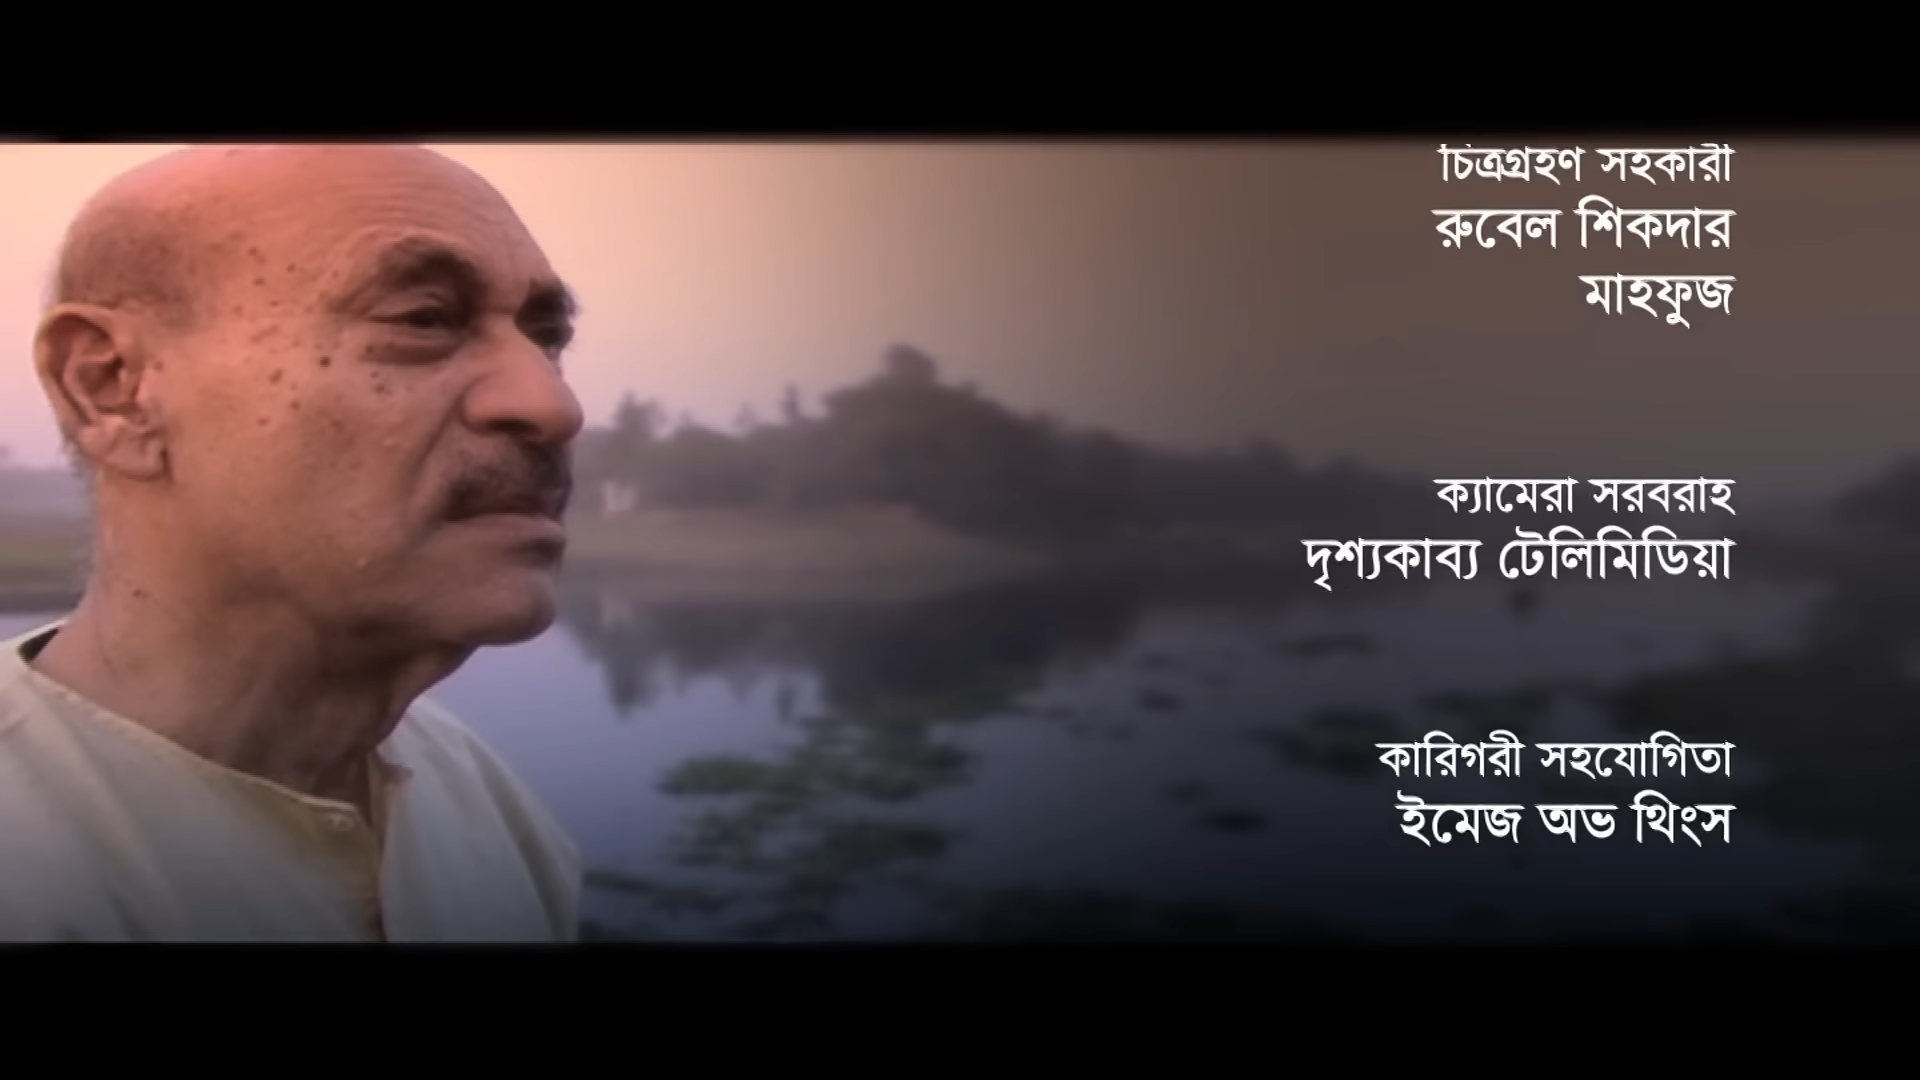 চিত্রগ্রহণ সহকারী
রুবেল শিকদার
মাহফুজ
ক্যামেরা সরবরাহ
দৃশ্যকাব্য টেলিমিডিয়া
কারিগরী সহযোগিতা
ইমেজ অভ থিংস